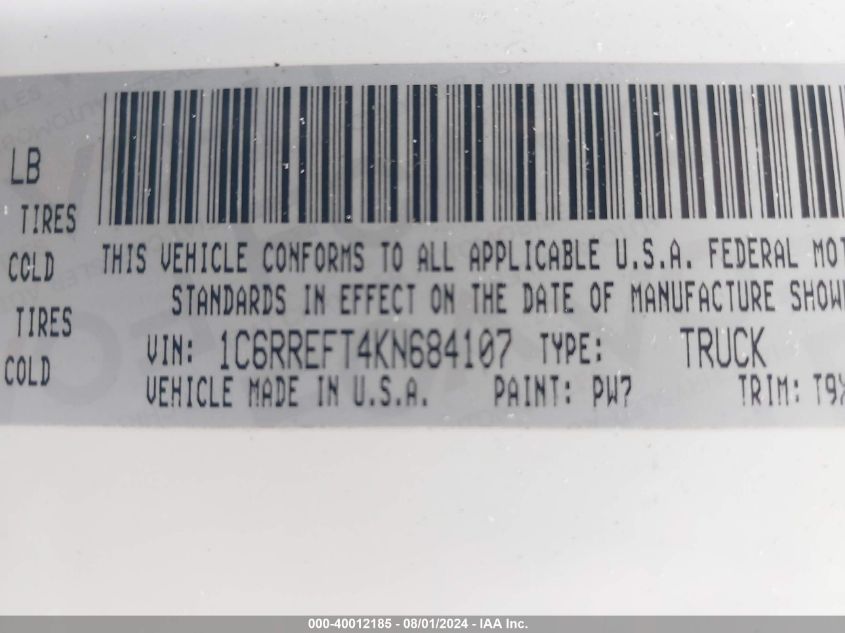 LB
TIRES
COLD THIS VEHICLE CONFORMS TO ALL APPLICABLE U.S.A. FEDERAL MOT
STANDARDS IN EFFECT ON THE DATE OF MANUFACTURE SHOW
TIRES
VIN: 1C6RREFT4KN684107 TYPE: TRUCK
COLD
VEHICLE MADE IN U.S.A. PAINT: PW7 TRIM: T9X
000-40012185 - 08/01/2024 - IAA Inc.